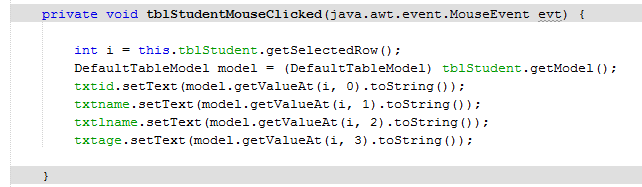 private void tblStudentMouseClicked(java.awt.event.MouseEvent evt) {
int i = this.tblStudent.getSelectedRow();
DefaultTableModel model = (DefaultTableModel) tblStudent.getModel();
txtid.setText(model.getValueAt(i, 0).toString());
txtname.setText(model.getValueAt(i, 1).toString());
txtlname.setText(model.getValueAt(i, 2).toString());
txtage.setText(model.getValueAt(i, 3).toString());
}